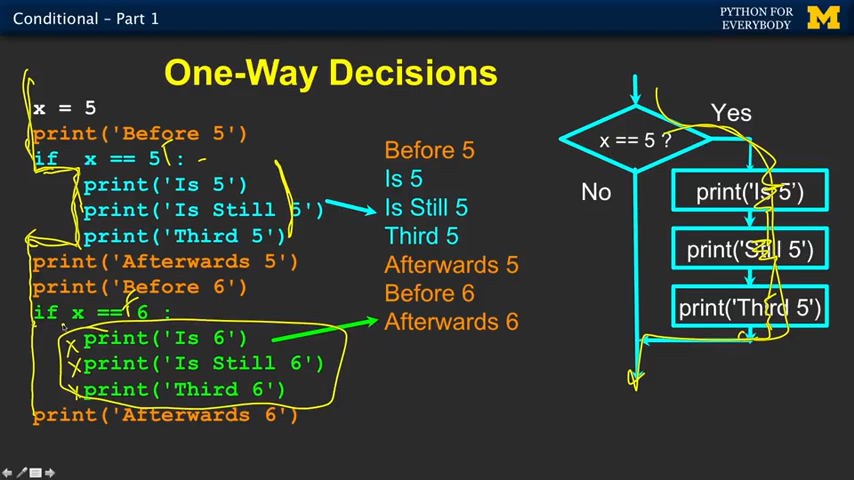 Conditional – Part 1
PYTHON FOR
EVERYBODY
M
One-Way Decisions
x = 5
print('Before 5')
if x == 5 :
print('Is 5')
print('Is Still 5')
print('Third 5')
print('Afterwards 5')
print('Before 6')
if x == 6 :
print('Is 6')
print('Is Still 6')
print('Third 6')
print('Afterwards 6')
Before 5
Is 5
Is Still 5
Third 5
Afterwards 5
Before 6
Afterwards 6
x == 5 ?
Yes
No
print('Is 5’)
print('Still 5')
print('Third 5')